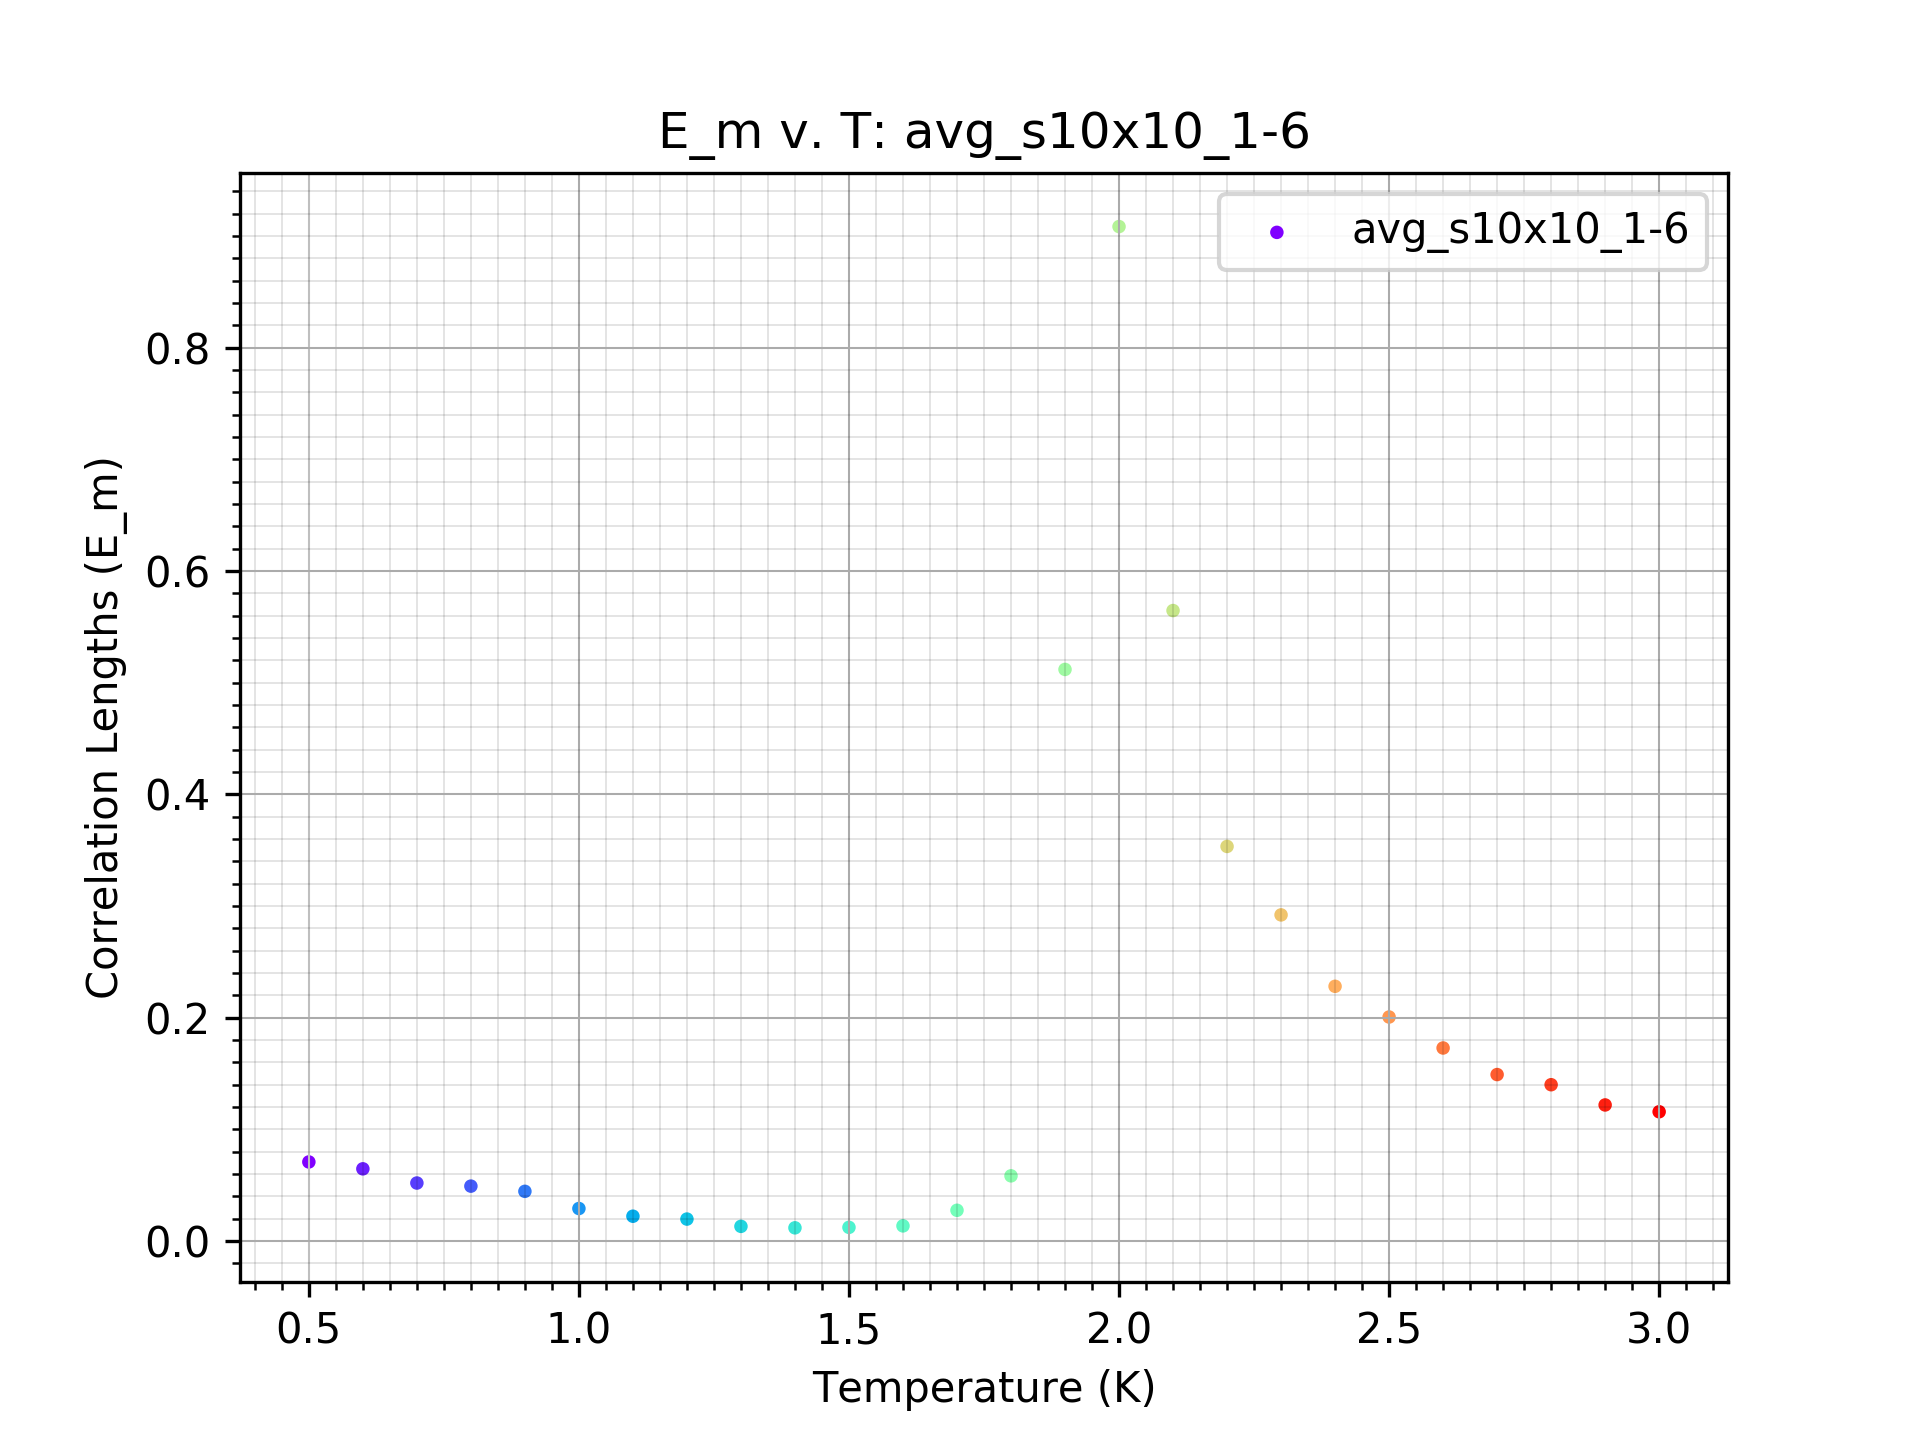 E_m v. T: avg_s10x10_1-6
avg_s10x10_1-6
Correlation Lengths (E_m)
0.8
0.6
0.4
0.2
0.0
0.5 1.0 1.5 2.0 2.5 3.0
Temperature (K)